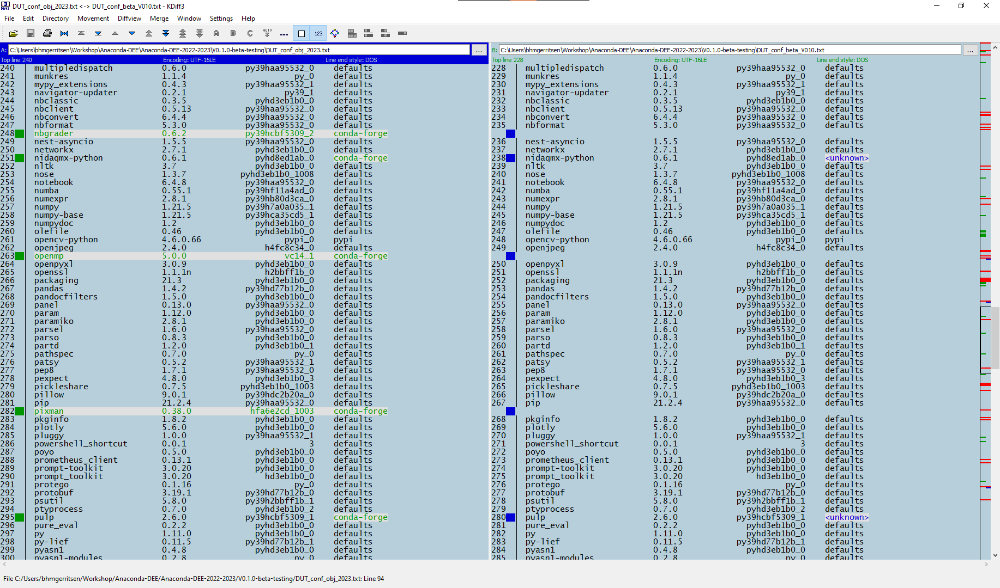 DUT_conf_obj_2023.txt <-> DUT_conf_beta_V010.txt - KDiff3
File Edit Directory Movement Diffview Merge Window Settings Help
A B C AUTO 123
A: C:\Users\bhmgerritsen\Workshop\Anaconda-DEE\Anaconda-DEE-2022-2023\V0.1.0-beta-testing\DUT_conf_obj_2023.txt ...
Top line 240 Encoding: UTF-16LE Line end style: DOS
240 multipledispatch 0.6.0 py39haa95532_0 defaults
241 munkres 1.1.4 py_0 defaults
242 mypy_extensions 0.4.3 py39haa95532_1 defaults
243 navigator-updater 0.2.1 py39_1 defaults
244 nbclassic 0.3.5 pyhd3eb1b0_0 defaults
245 nbclient 0.5.13 py39haa95532_0 defaults
246 nbconvert 6.4.4 py39haa95532_0 defaults
247 nbformat 5.3.0 py39haa95532_0 defaults
248 nbgrader 0.6.2 py39hcbf5309_2 conda-forge
249 nest-asyncio 1.5.5 py39haa95532_0 defaults
250 networkx 2.7.1 pyhd3eb1b0_0 defaults
251 nidaqmx-python 0.6.1 pyhd8ed1ab_0 conda-forge
252 nltk 3.7 pyhd3eb1b0_0 defaults
253 nose 1.3.7 pyhd3eb1b0_1008 defaults
254 notebook 6.4.8 py39haa95532_0 defaults
255 numba 0.55.1 py39hf11a4ad_0 defaults
256 numexpr 2.8.1 py39hb80d3ca_0 defaults
257 numpy 1.21.5 py39h7a0a035_1 defaults
258 numpy-base 1.21.5 py39hca35cd5_1 defaults
259 numpydoc 1.2 pyhd3eb1b0_0 defaults
260 olefile 0.46 pyhd3eb1b0_0 defaults
261 opencv-python 4.6.0.66 pypi_0 pypi
262 openjpeg 2.4.0 h4fc8c34_0 defaults
263 openmp 5.0.0 vc14_1 conda-forge
264 openpyxl 3.0.9 pyhd3eb1b0_0 defaults
265 openssl 1.1.1n h2bbff1b_0 defaults
266 packaging 21.3 pyhd3eb1b0_0 defaults
267 pandas 1.4.2 py39hd77b12b_0 defaults
268 pandocfilters 1.5.0 pyhd3eb1b0_0 defaults
269 panel 0.13.0 py39haa95532_0 defaults
270 param 1.12.0 pyhd3eb1b0_0 defaults
271 paramiko 2.8.1 pyhd3eb1b0_0 defaults
272 parsel 1.6.0 py39haa95532_0 defaults
273 parso 0.8.3 pyhd3eb1b0_0 defaults
274 partd 1.2.0 pyhd3eb1b0_1 defaults
275 pathspec 0.7.0 py_0 defaults
276 patsy 0.5.2 py39haa95532_1 defaults
277 pep8 1.7.1 py39haa95532_0 defaults
278 pexpect 4.8.0 pyhd3eb1b0_3 defaults
279 pickleshare 0.7.5 pyhd3eb1b0_1003 defaults
280 pillow 9.0.1 py39hdc2b20a_0 defaults
281 pip 21.2.4 py39haa95532_0 defaults
282 pixman 0.38.0 hfa6e2cd_1003 conda-forge
283 pkginfo 1.8.2 pyhd3eb1b0_0 defaults
284 plotly 5.6.0 pyhd3eb1b0_0 defaults
285 pluggy 1.0.0 py39haa95532_1 defaults
286 powershell_shortcut 0.0.1 3 defaults
287 poyo 0.5.0 pyhd3eb1b0_0 defaults
288 prometheus_client 0.13.1 pyhd3eb1b0_0 defaults
289 prompt-toolkit 3.0.20 pyhd3eb1b0_0 defaults
290 prompt_toolkit 3.0.20 hd3eb1b0_0 defaults
291 protego 0.1.16 py_0 defaults
292 protobuf 3.19.1 py39hd77b12b_0 defaults
293 psutil 5.8.0 py39h2bbff1b_1 defaults
294 ptyprocess 0.7.0 pyhd3eb1b0_2 defaults
295 pulp 2.6.0 py39hcbf5309_1 conda-forge
296 pure_eval 0.2.2 pyhd3eb1b0_0 defaults
297 py 1.11.0 pyhd3eb1b0_0 defaults
298 py-lief 0.11.5 py39hd77b12b_1 defaults
299 pyasn1 0.4.8 pyhd3eb1b0_0 defaults
300 pyasn1-modules 0.2.8 py_0 defaults
B: C:\Users\bhmgerritsen\Workshop\Anaconda-DEE\Anaconda-DEE-2022-2023\V0.1.0-beta-testing\DUT_conf_beta_V010.txt ...
Top line 228 Encoding: UTF-16LE Line end style: DOS
228 multipledispatch 0.6.0 py39haa95532_0 defaults
229 munkres 1.1.4 py_0 defaults
230 mypy_extensions 0.4.3 py39haa95532_1 defaults
231 navigator-updater 0.2.1 py39_1 defaults
232 nbclassic 0.3.5 pyhd3eb1b0_0 defaults
233 nbclient 0.5.13 py39haa95532_0 defaults
234 nbconvert 6.4.4 py39haa95532_0 defaults
235 nbformat 5.3.0 py39haa95532_0 defaults
236 nest-asyncio 1.5.5 py39haa95532_0 defaults
237 networkx 2.7.1 pyhd3eb1b0_0 defaults
238 nidaqmx-python 0.6.1 pyhd8ed1ab_0 <unknown>
239 nltk 3.7 pyhd3eb1b0_0 defaults
240 nose 1.3.7 pyhd3eb1b0_1008 defaults
241 notebook 6.4.8 py39haa95532_0 defaults
242 numba 0.55.1 py39hf11a4ad_0 defaults
243 numexpr 2.8.1 py39hb80d3ca_0 defaults
244 numpy 1.21.5 py39h7a0a035_1 defaults
245 numpy-base 1.21.5 py39hca35cd5_1 defaults
246 numpydoc 1.2 pyhd3eb1b0_0 defaults
247 olefile 0.46 pyhd3eb1b0_0 defaults
248 opencv-python 4.6.0.66 pypi_0 pypi
249 openjpeg 2.4.0 h4fc8c34_0 defaults
250 openpyxl 3.0.9 pyhd3eb1b0_0 defaults
251 openssl 1.1.1n h2bbff1b_0 defaults
252 packaging 21.3 pyhd3eb1b0_0 defaults
253 pandas 1.4.2 py39hd77b12b_0 defaults
254 pandocfilters 1.5.0 pyhd3eb1b0_0 defaults
255 panel 0.13.0 py39haa95532_0 defaults
256 param 1.12.0 pyhd3eb1b0_0 defaults
257 paramiko 2.8.1 pyhd3eb1b0_0 defaults
258 parsel 1.6.0 py39haa95532_0 defaults
259 parso 0.8.3 pyhd3eb1b0_0 defaults
260 partd 1.2.0 pyhd3eb1b0_1 defaults
261 pathspec 0.7.0 py_0 defaults
262 patsy 0.5.2 py39haa95532_1 defaults
263 pep8 1.7.1 py39haa95532_0 defaults
264 pexpect 4.8.0 pyhd3eb1b0_3 defaults
265 pickleshare 0.7.5 pyhd3eb1b0_1003 defaults
266 pillow 9.0.1 py39hdc2b20a_0 defaults
267 pip 21.2.4 py39haa95532_0 defaults
268 pkginfo 1.8.2 pyhd3eb1b0_0 defaults
269 plotly 5.6.0 pyhd3eb1b0_0 defaults
270 pluggy 1.0.0 py39haa95532_1 defaults
271 powershell_shortcut 0.0.1 3 defaults
272 poyo 0.5.0 pyhd3eb1b0_0 defaults
273 prometheus_client 0.13.1 pyhd3eb1b0_0 defaults
274 prompt-toolkit 3.0.20 pyhd3eb1b0_0 defaults
275 prompt_toolkit 3.0.20 hd3eb1b0_0 defaults
276 protego 0.1.16 py_0 defaults
277 protobuf 3.19.1 py39hd77b12b_0 defaults
278 psutil 5.8.0 py39h2bbff1b_1 defaults
279 ptyprocess 0.7.0 pyhd3eb1b0_2 defaults
280 pulp 2.6.0 py39hcbf5309_1 <unknown>
281 pure_eval 0.2.2 pyhd3eb1b0_0 defaults
282 py 1.11.0 pyhd3eb1b0_0 defaults
283 py-lief 0.11.5 py39hd77b12b_1 defaults
284 pyasn1 0.4.8 pyhd3eb1b0_0 defaults
285 pyasn1-modules 0.2.8 py_0 defaults
File C:/Users/bhmgerritsen/Workshop/Anaconda-DEE/Anaconda-DEE-2022-2023/V0.1.0-beta-testing/DUT_conf_obj_2023.txt: Line 94